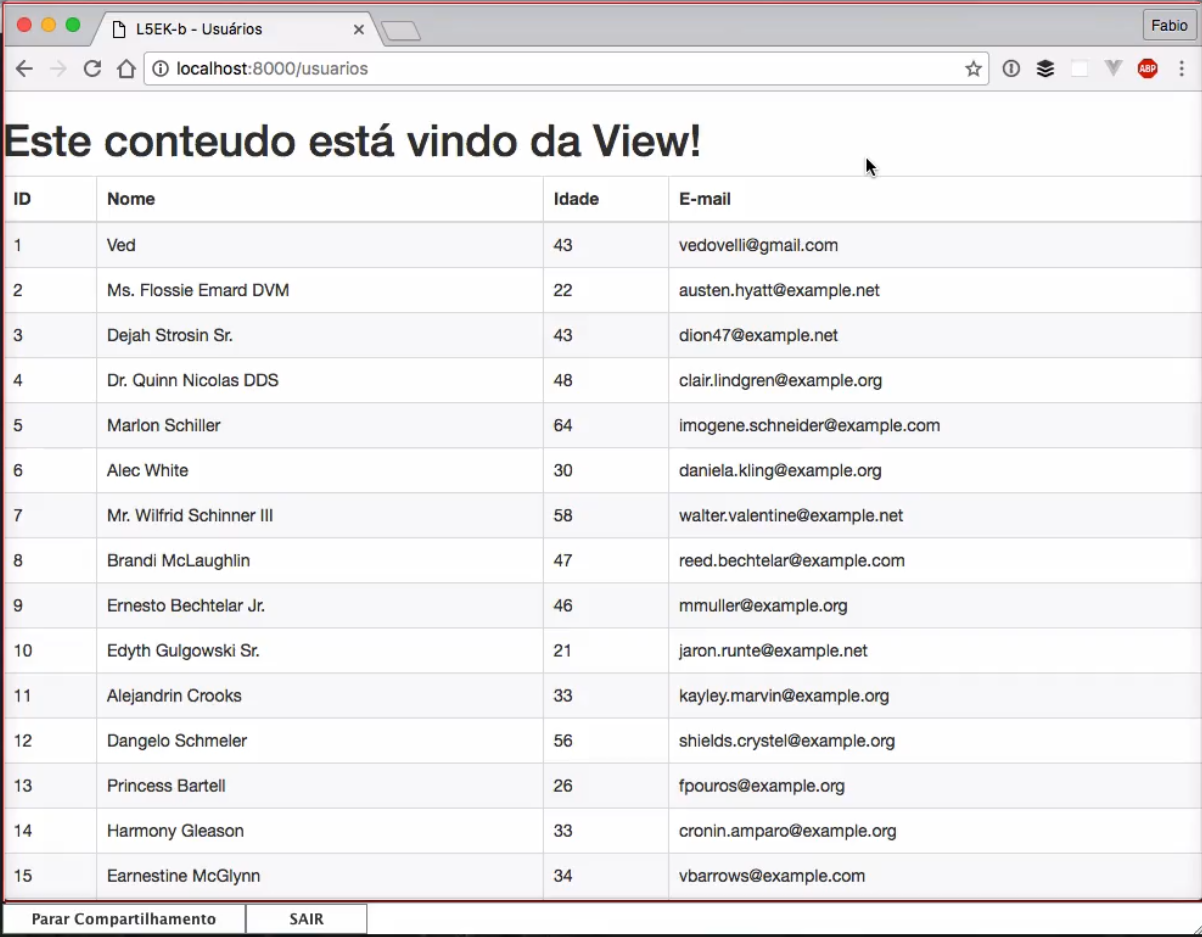 L5EK-b - Usuários
Fabio
localhost:8000/usuarios
ABP
Este conteudo está vindo da View!
ID Nome Idade E-mail
1 Ved 43 vedovelli@gmail.com
2 Ms. Flossie Emard DVM 22 austen.hyatt@example.net
3 Dejah Strosin Sr. 43 dion47@example.net
4 Dr. Quinn Nicolas DDS 48 clair.lindgren@example.org
5 Marlon Schiller 64 imogene.schneider@example.com
6 Alec White 30 daniela.kling@example.org
7 Mr. Wilfrid Schinner III 58 walter.valentine@example.net
8 Brandi McLaughlin 47 reed.bechtelar@example.com
9 Ernesto Bechtelar Jr. 46 mmuller@example.org
10 Edyth Gulgowski Sr. 21 jaron.runte@example.net
11 Alejandrin Crooks 33 kayley.marvin@example.org
12 Dangelo Schmeler 56 shields.crystel@example.org
13 Princess Bartell 26 fpouros@example.org
14 Harmony Gleason 33 cronin.amparo@example.org
15 Earnestine McGlynn 34 vbarrows@example.com
Parar Compartilhamento SAIR